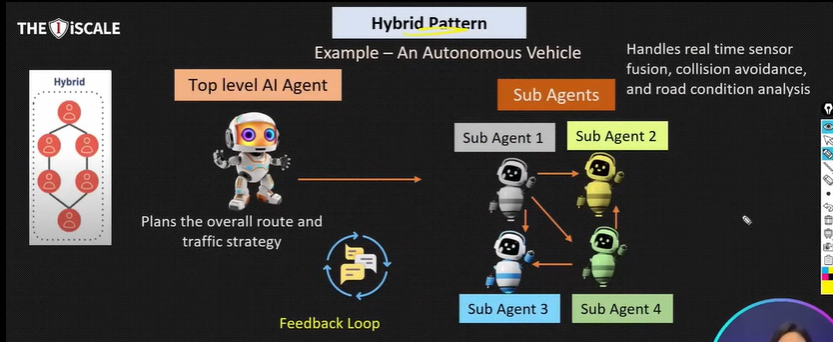 THE iSCALE
Hybrid Pattern
Example – An Autonomous Vehicle
Handles real time sensor
fusion, collision avoidance,
and road condition analysis
Hybrid
Top level AI Agent
Sub Agents
Sub Agent 1
Sub Agent 2
Plans the overall route and
traffic strategy
Feedback Loop
Sub Agent 3
Sub Agent 4